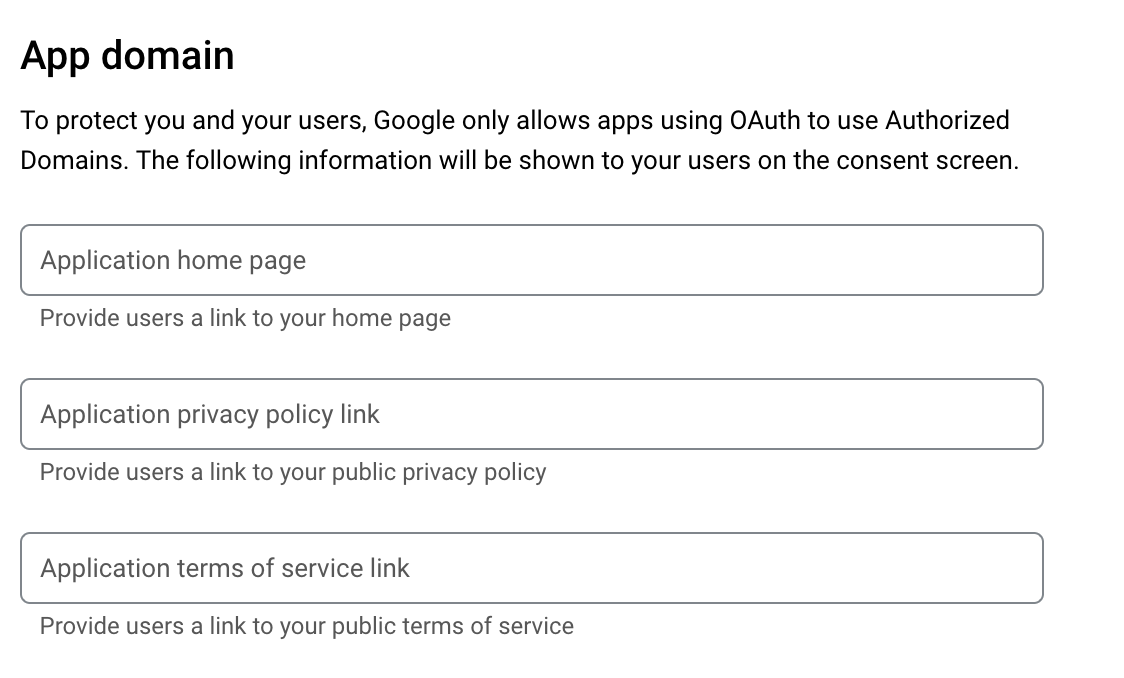 App domain
To protect you and your users, Google only allows apps using OAuth to use Authorized
Domains. The following information will be shown to your users on the consent screen.
Application home page
Provide users a link to your home page
Application privacy policy link
Provide users a link to your public privacy policy
Application terms of service link
Provide users a link to your public terms of service